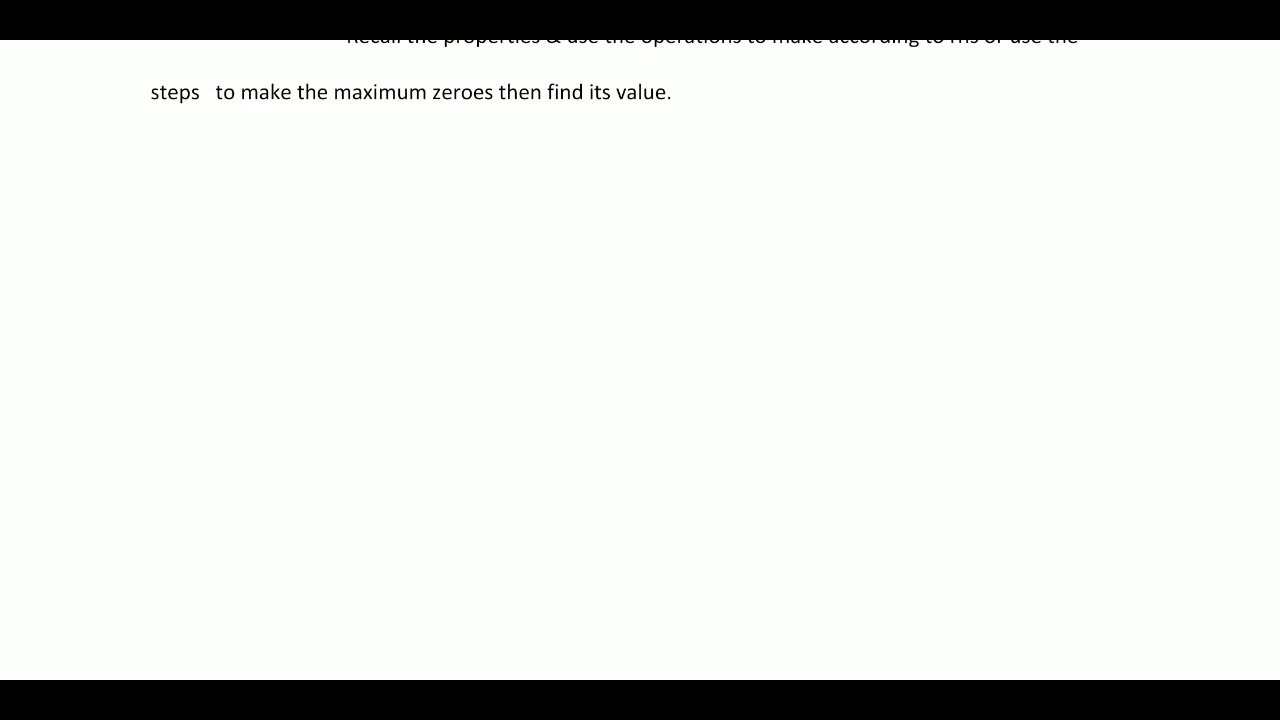 Recall the properties & use the operations to make according to rhs or use the
steps to make the maximum zeroes then find its value.